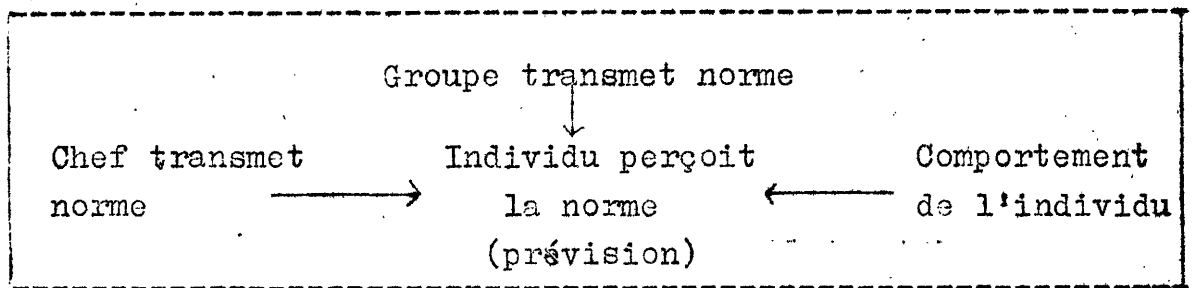 Groupe transmet norme
Chef transmet Individu perçoit Comportement
norme la norme de l'individu
(prévision)